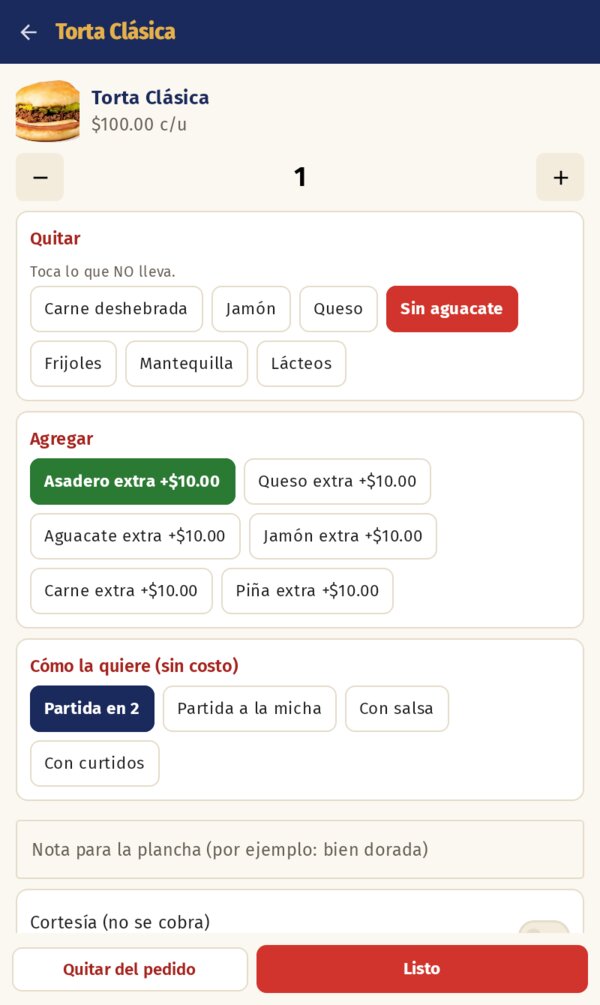 Torta Clásica
Torta Clásica
$100.00 c/u
1
Quitar
Toca lo que NO lleva.
Carne deshebrada
Jamón
Queso
Sin aguacate
Frijoles
Mantequilla
Lácteos
Agregar
Asadero extra +$10.00
Queso extra +$10.00
Aguacate extra +$10.00
Jamón extra +$10.00
Carne extra +$10.00
Piña extra +$10.00
Cómo la quiere (sin costo)
Partida en 2
Partida a la micha
Con salsa
Con curtidos
Nota para la plancha (por ejemplo: bien dorada)
Cortesía (no se cobra)
Quitar del pedido
Listo